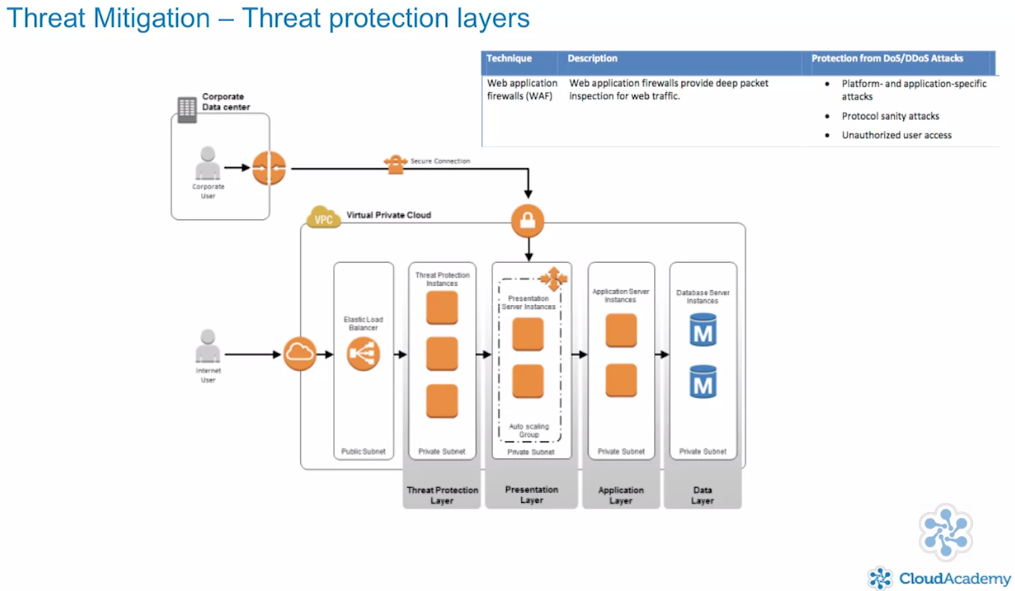 Threat Mitigation – Threat protection layers
Technique Description Protection from DoS/DDoS Attacks
Web application
firewalls (WAF)
Web application firewalls provide deep packet
inspection for web traffic.
• Platform- and application-specific
attacks
• Protocol sanity attacks
• Unauthorized user access
Corporate
Data center
Corporate
User
Secure Connection
VPC
Virtual Private Cloud
Internet
User
Elastic Load
Balancer
Public Subnet
Threat Protection
Instances
Private Subnet
Presentation
Server Instances
Auto scaling
Group
Private Subnet
Application Server
Instances
Private Subnet
Database Server
Instances
M
M
Private Subnet
Threat Protection
Layer
Presentation
Layer
Application
Layer
Data
Layer
CloudAcademy